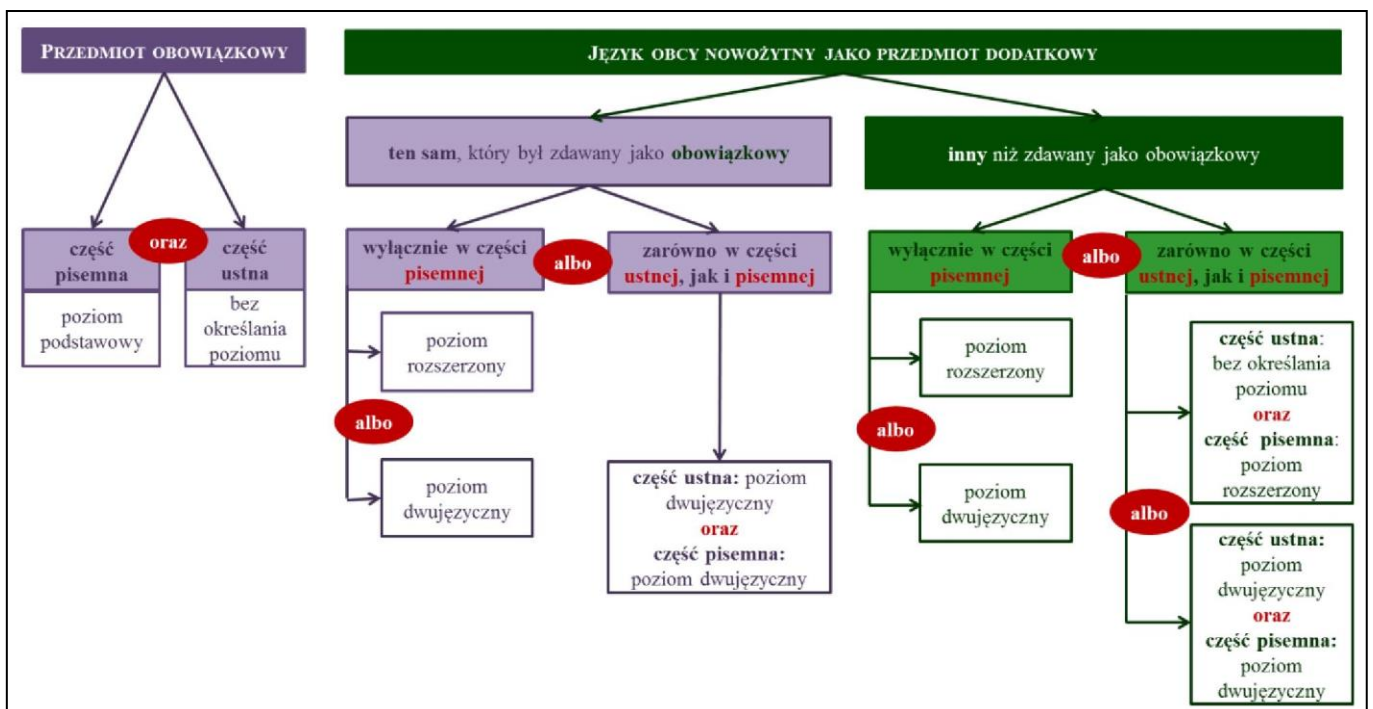 PRZEDMIOT OBOWIĄZKOWY
część
pisemna
oraz
część
ustna
poziom
podstawowy
bez
określania
poziomu
JĘZYK OBCY NOWOŻYTNY JAKO PRZEDMIOT DODATKOWY
ten sam, który był zdawany jako obowiązkowy
wyłącznie w części
pisemnej
albo
zarówno w części
ustnej, jak i pisemnej
poziom
rozszerzony
albo
poziom
dwujęzyczny
część ustna: poziom
dwujęzyczny
oraz
część pisemna:
poziom dwujęzyczny
inny niż zdawany jako obowiązkowy
wyłącznie w części
pisemnej
albo
zarówno w części
ustnej, jak i pisemnej
poziom
rozszerzony
albo
poziom
dwujęzyczny
część ustna:
bez określania
poziomu
oraz
część pisemna:
poziom
rozszerzony
albo
część ustna:
poziom
dwujęzyczny
oraz
część pisemna:
poziom
dwujęzyczny